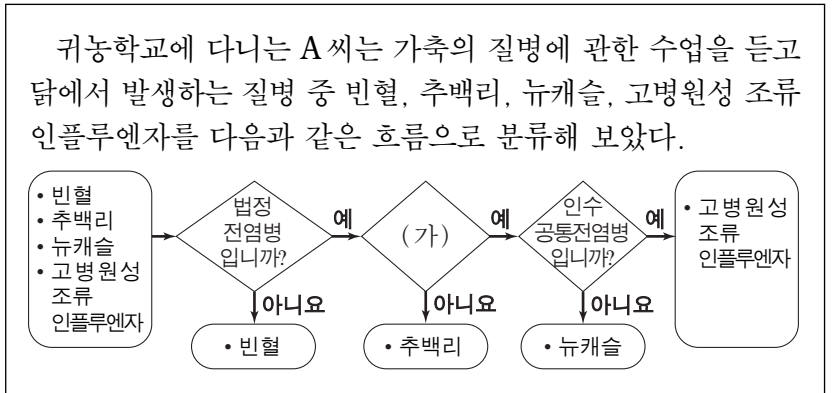 귀농학교에 다니는 A 씨는 가축의 질병에 관한 수업을 듣고
닭에서 발생하는 질병 중 빈혈, 추백리, 뉴캐슬, 고병원성 조류
인플루엔자를 다음과 같은 흐름으로 분류해 보았다.
• 빈혈
• 추백리
• 뉴캐슬
• 고병원성
조류
인플루엔자
법정
전염병
입니까?
예
아니요
• 빈혈
(가)
예
아니요
• 추백리
인수
공통전염병
입니까?
예
아니요
• 뉴캐슬
• 고병원성
조류
인플루엔자